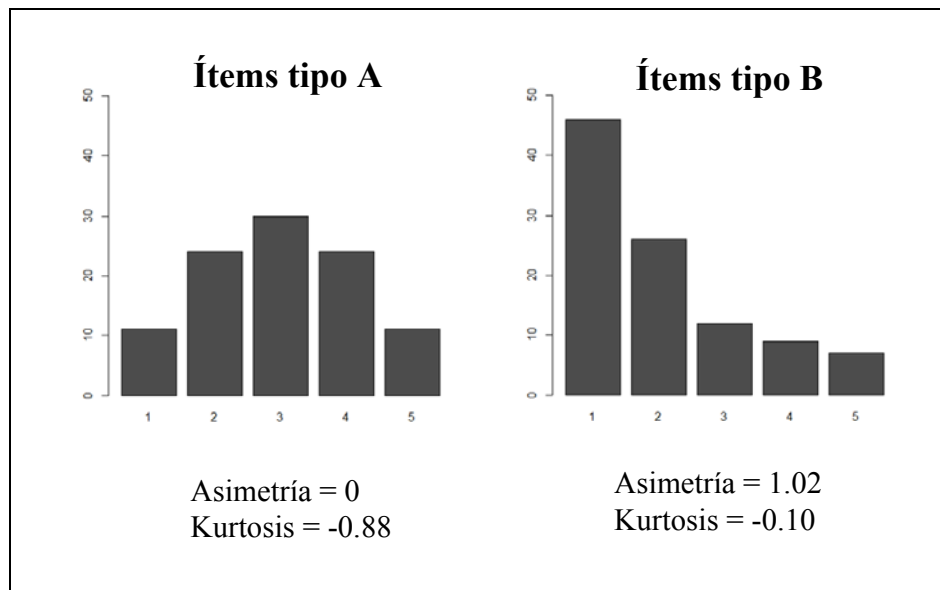 Ítems tipo A
50
40
30
20
10
0
1 2 3 4 5
Asimetría = 0
Kurtosis = -0.88
Ítems tipo B
50
40
30
20
10
0
1 2 3 4 5
Asimetría = 1.02
Kurtosis = -0.10